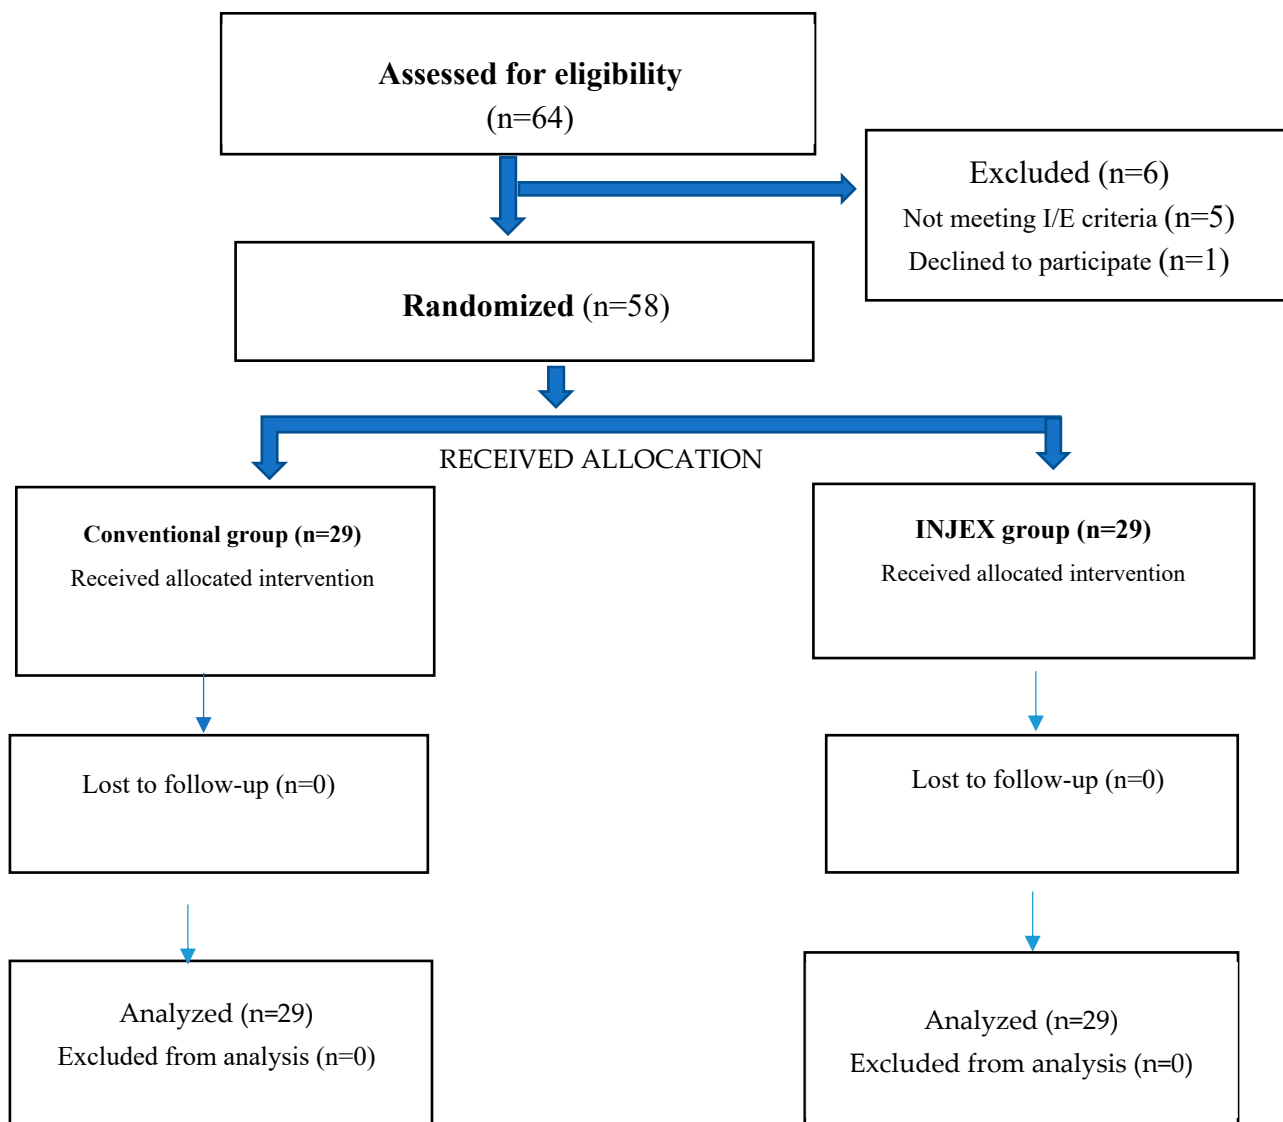 Assessed for eligibility
(n=64)
Excluded (n=6)
Not meeting I/E criteria (n=5)
Declined to participate (n=1)
Randomized (n=58)
RECEIVED ALLOCATION
Conventional group (n=29)
Received allocated intervention
INJEX group (n=29)
Received allocated intervention
Lost to follow-up (n=0)
Lost to follow-up (n=0)
Analyzed (n=29)
Excluded from analysis (n=0)
Analyzed (n=29)
Excluded from analysis (n=0)